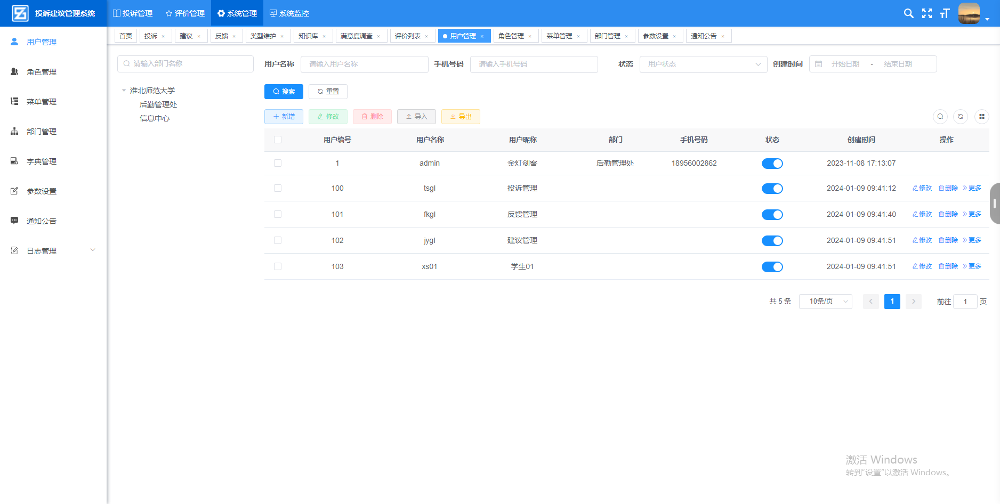 投诉建议管理系统 投诉管理 评价管理 系统管理 系统监控
首页 投诉 × 建议 × 反馈 × 类型维护 × 知识库 × 满意度调查 × 评价列表 × 用户管理 × 角色管理 × 菜单管理 × 部门管理 × 参数设置 × 通知公告 ×
用户管理
角色管理
菜单管理
部门管理
字典管理
参数设置
通知公告
日志管理
请输入部门名称
淮北师范大学
后勤管理处
信息中心
用户名称 请输入用户名称 手机号码 请输入手机号码 状态 用户状态 创建时间 开始日期 - 结束日期
搜索 重置
新增 修改 删除 导入 导出
用户编号 用户名称 用户昵称 部门 手机号码 状态 创建时间 操作
1 admin 金灯剑客 后勤管理处 18956002862 2023-11-08 17:13:07
100 tsgl 投诉管理 2024-01-09 09:41:12 修改 删除 更多
101 fkgl 反馈管理 2024-01-09 09:41:40 修改 删除 更多
102 jygl 建议管理 2024-01-09 09:41:51 修改 删除 更多
103 xs01 学生01 2024-01-09 09:41:51 修改 删除 更多
共 5 条 10条/页 1 前往 1 页
激活 Windows
转到“设置”以激活 Windows。